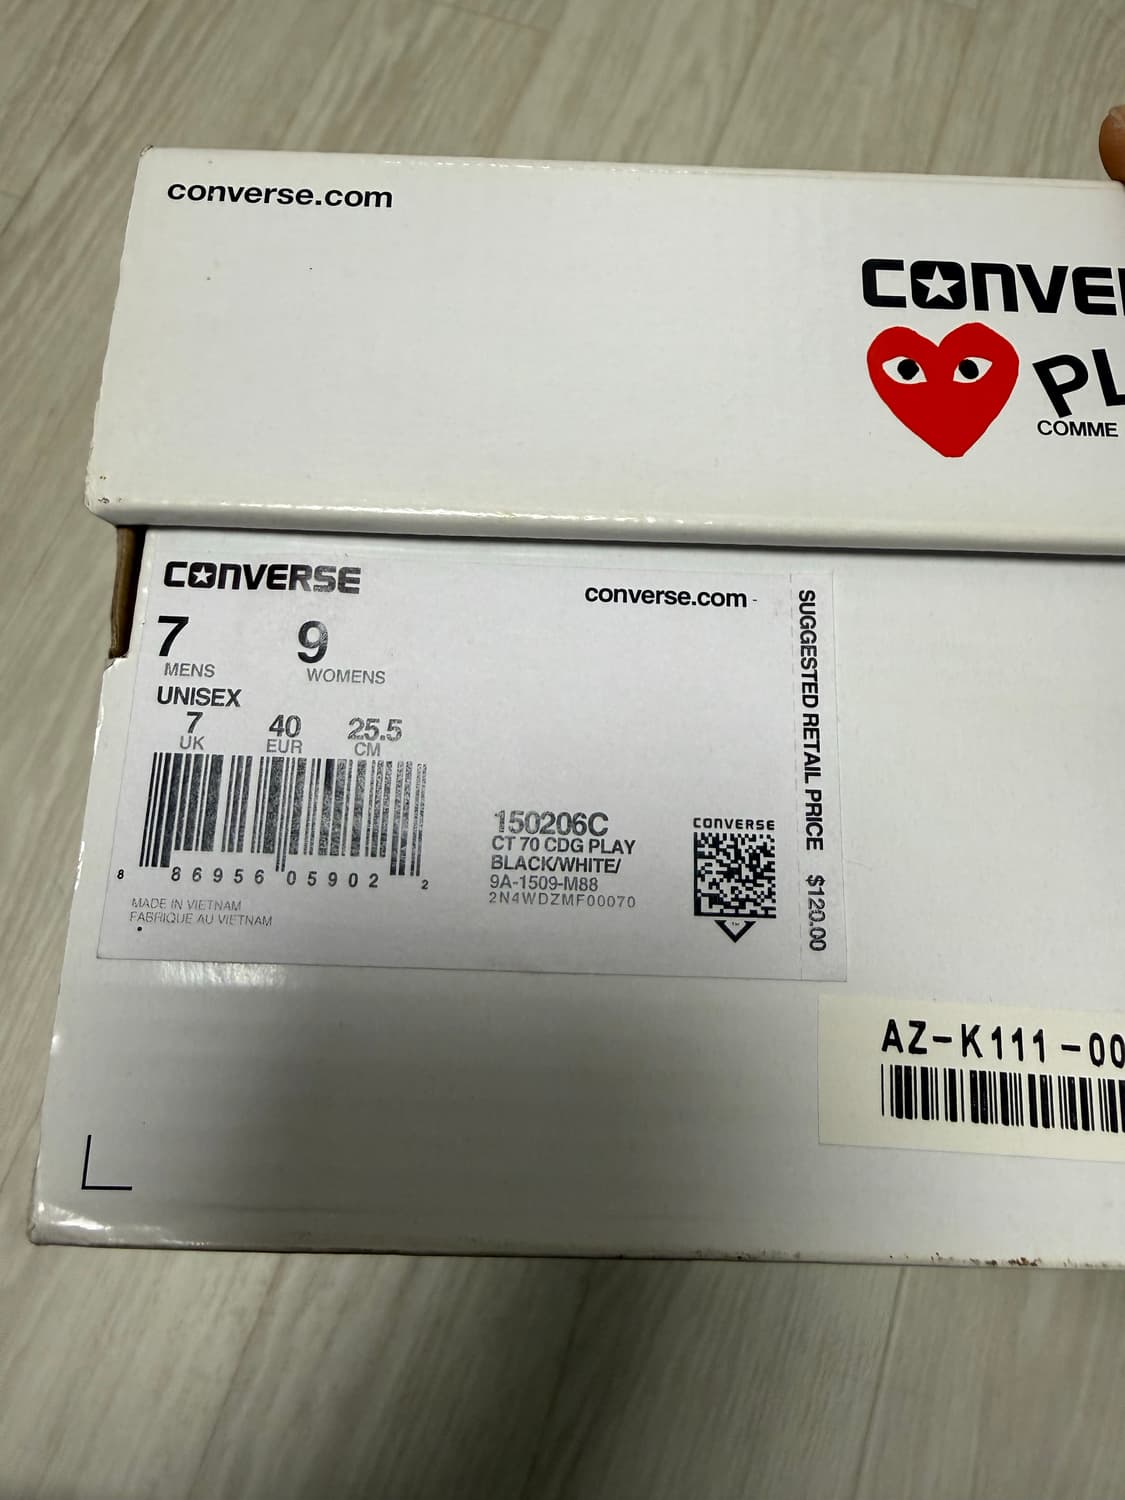 converse.com
CONVE
PL
COMME
CONVERSE
converse.com
7 9
MENS WOMENS
UNISEX
7 40 25.5
UK EUR CM
8 86956 05902 2
MADE IN VIETNAM
FABRIQUE AU VIETNAM
150206C
CT 70 CDG PLAY
BLACK/WHITE/
9A-1509-M88
2N4WDZMF00070
CONVERSE
SUGGESTED RETAIL PRICE $120.00
AZ-K111-00